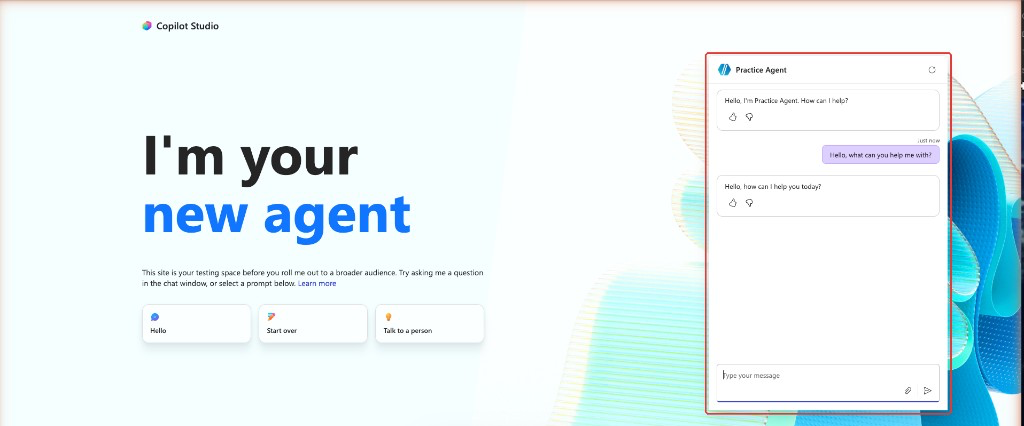 Copilot Studio
I'm your
new agent
This site is your testing space before you roll me out to a broader audience. Try asking me a question
in the chat window, or select a prompt below. Learn more
Hello
Start over
Talk to a person
Practice Agent
Hello, I'm Practice Agent. How can I help?
Just now
Hello, what can you help me with?
Hello, how can I help you today?
Type your message